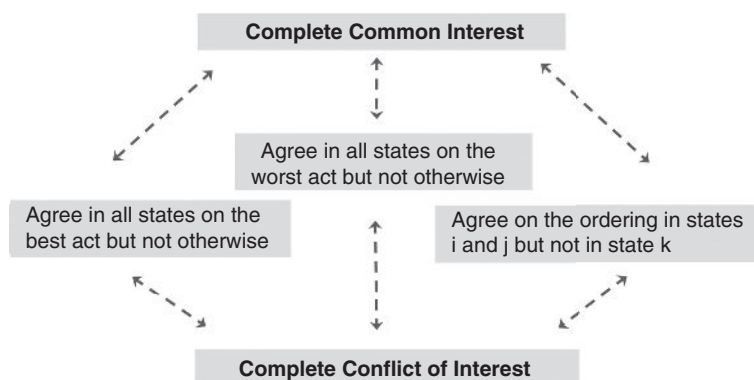 Complete Common Interest
Agree in all states on the
worst act but not otherwise
Agree in all states on the
best act but not otherwise
Agree on the ordering in states
i and j but not in state k
Complete Conflict of Interest